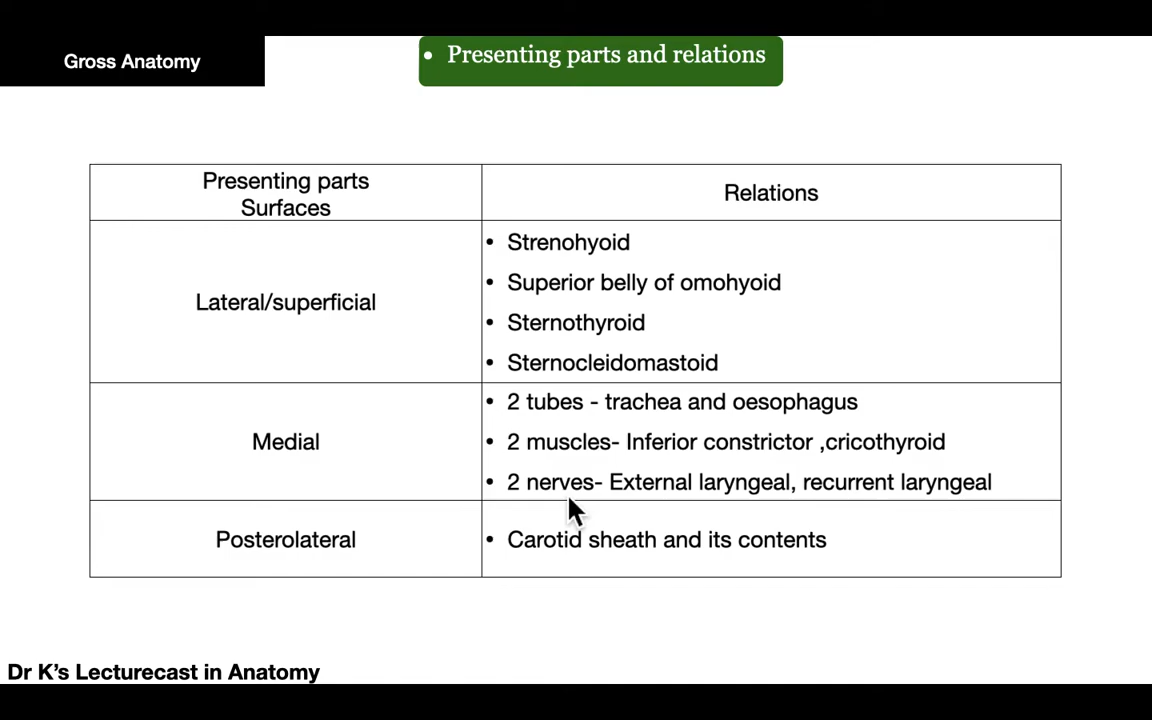 Gross Anatomy
• Presenting parts and relations
Presenting parts
Surfaces
Relations
Lateral/superficial
• Strenohyoid
• Superior belly of omohyoid
• Sternothyroid
• Sternocleidomastoid
Medial
• 2 tubes - trachea and oesophagus
• 2 muscles- Inferior constrictor ,cricothyroid
• 2 nerves- External laryngeal, recurrent laryngeal
Posterolateral
• Carotid sheath and its contents
Dr K’s Lecturecast in Anatomy